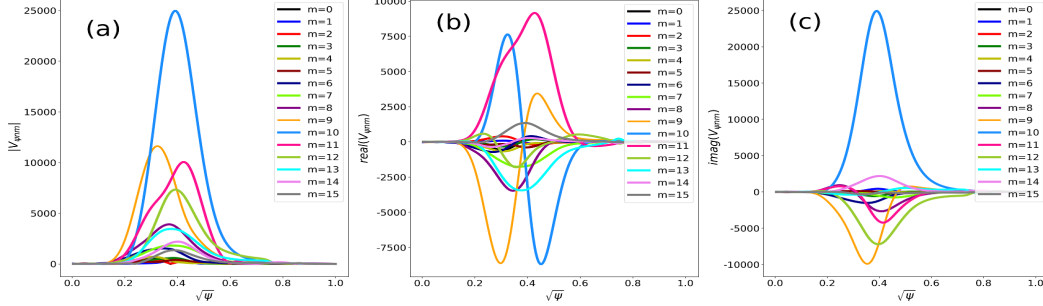 (a)
|Vψnm|
25000
20000
15000
10000
5000
0
0.0 0.2 0.4 0.6 0.8 1.0
√ψ
m=0
m=1
m=2
m=3
m=4
m=5
m=6
m=7
m=8
m=9
m=10
m=11
m=12
m=13
m=14
m=15
(b)
real(Vψnm)
10000
7500
5000
2500
0
-2500
-5000
-7500
0.0 0.2 0.4 0.6 0.8 1.0
√ψ
m=0
m=1
m=2
m=3
m=4
m=5
m=6
m=7
m=8
m=9
m=10
m=11
m=12
m=13
m=14
m=15
(c)
imag(Vψnm)
25000
20000
15000
10000
5000
0
-5000
-10000
0.0 0.2 0.4 0.6 0.8 1.0
√ψ
m=0
m=1
m=2
m=3
m=4
m=5
m=6
m=7
m=8
m=9
m=10
m=11
m=12
m=13
m=14
m=15